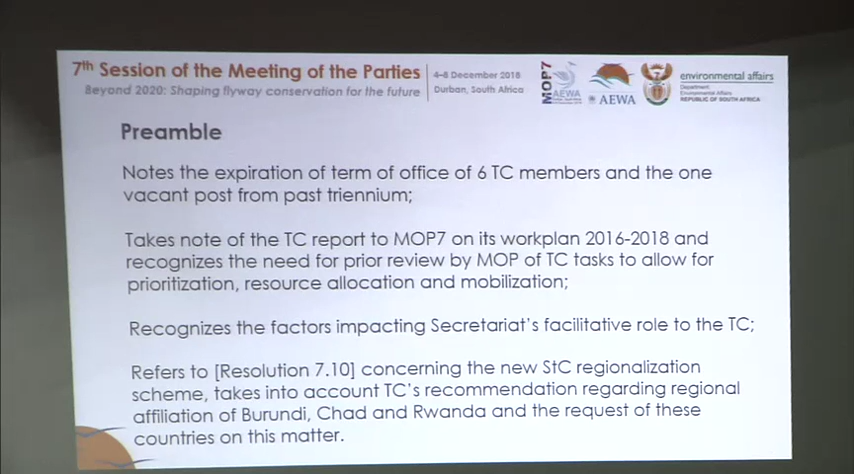 7th Session of the Meeting of the Parties
Beyond 2020: Shaping flyway conservation for the future
4-8 December 2018
Durban, South Africa
MOP7
AEWA
AEWA
environmental affairs
Department:
Environmental Affairs
REPUBLIC OF SOUTH AFRICA
Preamble
Notes the expiration of term of office of 6 TC members and the one
vacant post from past triennium;
Takes note of the TC report to MOP7 on its workplan 2016-2018 and
recognizes the need for prior review by MOP of TC tasks to allow for
prioritization, resource allocation and mobilization;
Recognizes the factors impacting Secretariat's facilitative role to the TC;
Refers to [Resolution 7.10] concerning the new StC regionalization
scheme, takes into account TC's recommendation regarding regional
affiliation of Burundi, Chad and Rwanda and the request of these
countries on this matter.